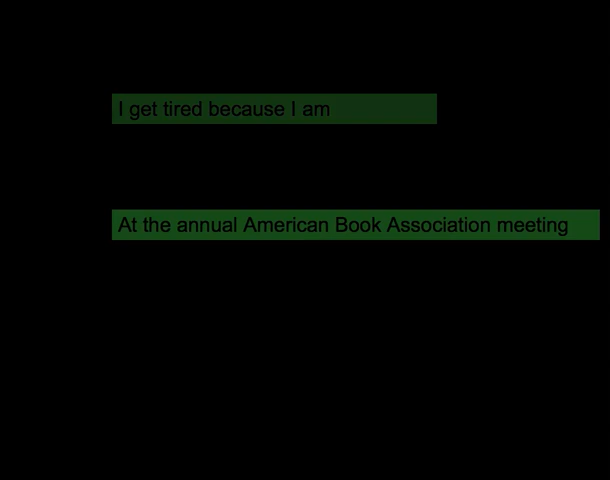 I get tired because I am
At the annual American Book Association meeting